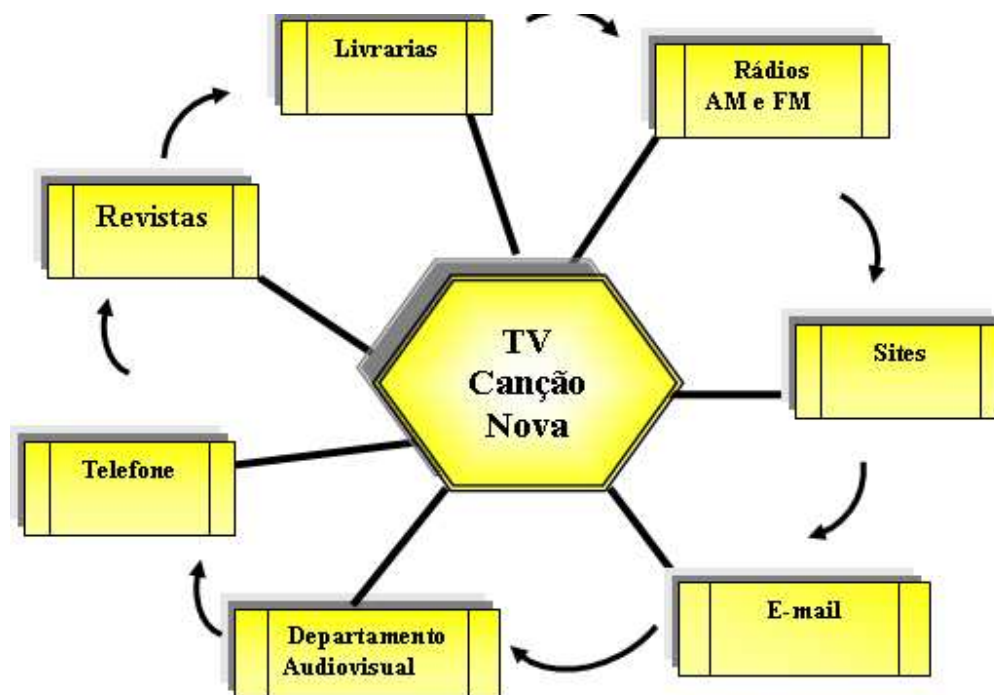 Livrarias
Rádios
AM e FM
Revistas
TV
Canção
Nova
Sites
Telefone
E-mail
Departamento
Audiovisual